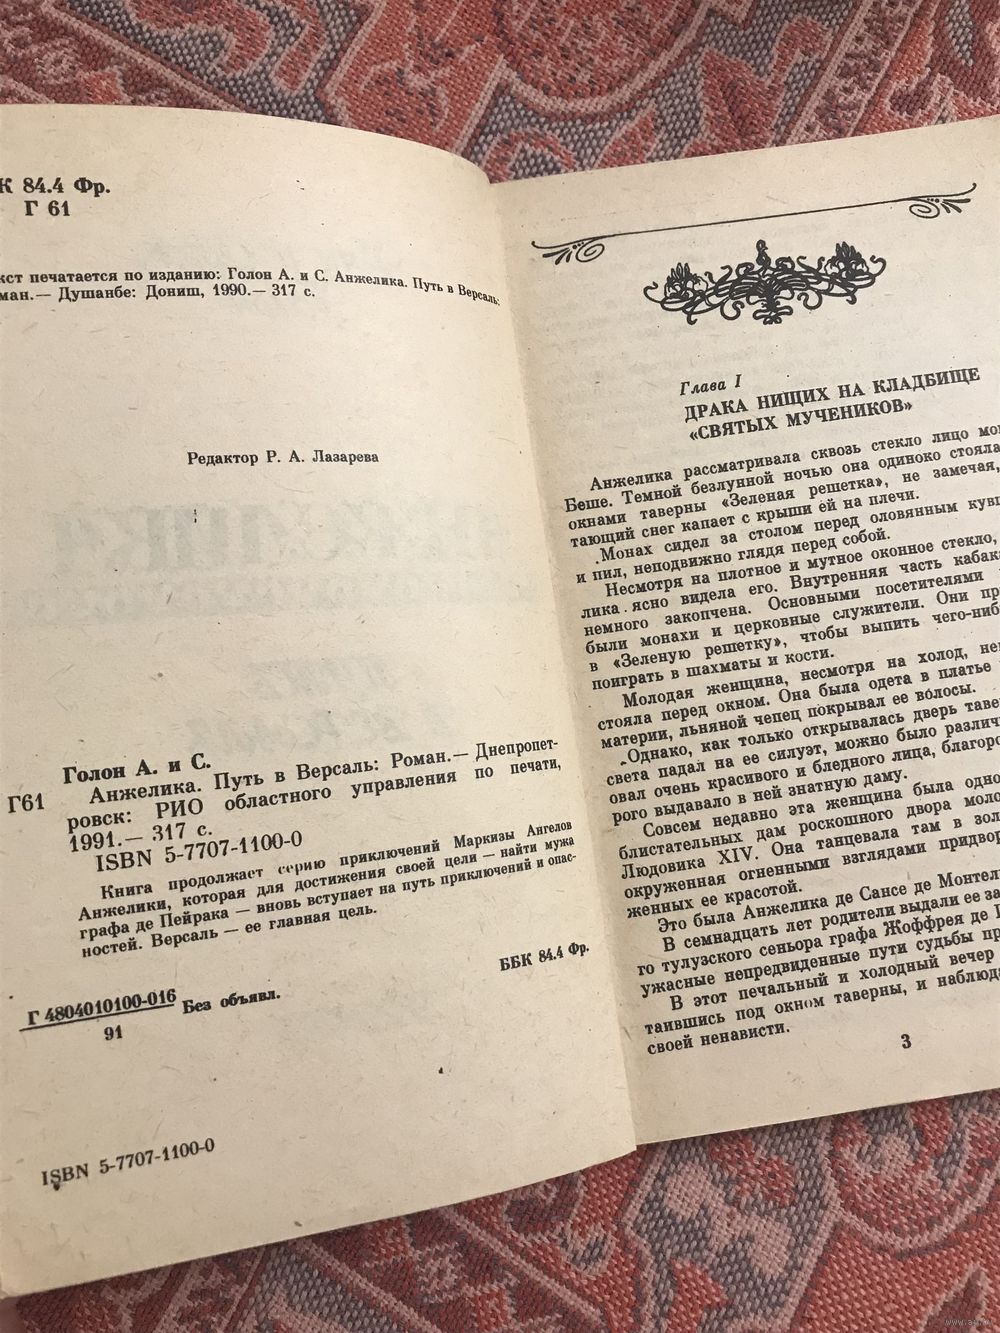 К 84.4 Фр.
Г 61
кст печатается по изданию: Голон А. и С. Анжелика. Путь в Версаль:
ман.— Душанбе: Дониш, 1990.— 317 с.
Редактор Р. А. Лазарева
Голон А. и С.
Г61 Анжелика. Путь в Версаль: Роман.— Днепропет-
ровск: РИО областного управления по печати,
1991.— 317 с.
ISBN 5-7707-1100-0
Книга продолжает серию приключений Маркизы Ангелов
Анжелики, которая для достижения своей цели — найти мужа
графа де Пейрака — вновь вступает на путь приключений и опас-
ностей. Версаль — ее главная цель.
Г 4804010100-016 Без объявл.
91
ББК 84.4 Фр.
ISBN 5-7707-1100-0
Глава I
ДРАКА НИЩИХ НА КЛАДБИЩЕ
«СВЯТЫХ МУЧЕНИКОВ»
Анжелика рассматривала сквозь стекло лицо мон
Беше. Темной безлунной ночью она одиноко стояла
окнами таверны «Зеленая решетка», не замечая,
тающий снег капает с крыши ей на плечи.
Монах сидел за столом перед оловянным кувш
и пил, неподвижно глядя перед собой.
Несмотря на плотное и мутное оконное стекло,
лика ясно видела его. Внутренняя часть кабак
немного закопчена. Основными посетителями
были монахи и церковные служители. Они пр
в «Зеленую решетку», чтобы выпить чего-ниб
поиграть в шахматы и кости.
Молодая женщина, несмотря на холод, неп
стояла перед окном. Она была одета в платье
материи, льняной чепец покрывал ее волосы.
Однако, как только открывалась дверь таве
света падал на ее силуэт, можно было различ
овал очень красивого и бледного лица, благоро
рого выдавало в ней знатную даму.
Совсем недавно эта женщина была одно
блистательных дам роскошного двора моло
Людовика XIV. Она танцевала там в зол
окруженная огненными взглядами придвор
женных ее красотой.
Это была Анжелика де Сансе де Монтел
В семнадцать лет родители выдали ее за
го тулузского сеньора графа Жоффрея де П
ужасные непредвиденные пути судьбы пр
В этот печальный и холодный вечер
таившись под окном таверны, и наблюда
своей ненависти.
3